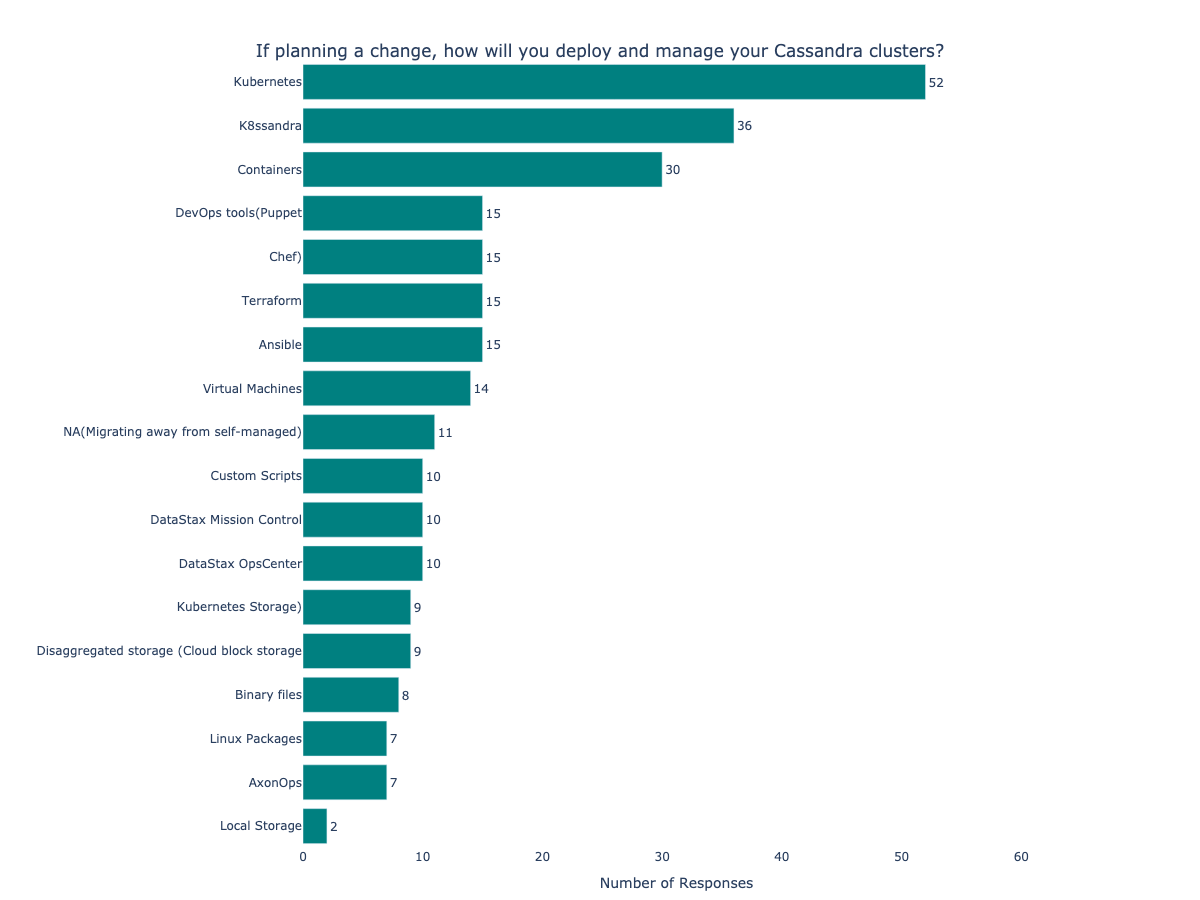 If planning a change, how will you deploy and manage your Cassandra clusters?
Kubernetes 52
K8ssandra 36
Containers 30
DevOps tools(Puppet 15
Chef) 15
Terraform 15
Ansible 15
Virtual Machines 14
NA(Migrating away from self-managed) 11
Custom Scripts 10
DataStax Mission Control 10
DataStax OpsCenter 10
Kubernetes Storage) 9
Disaggregated storage (Cloud block storage 9
Binary files 8
Linux Packages 7
AxonOps 7
Local Storage 2
0 10 20 30 40 50 60
Number of Responses